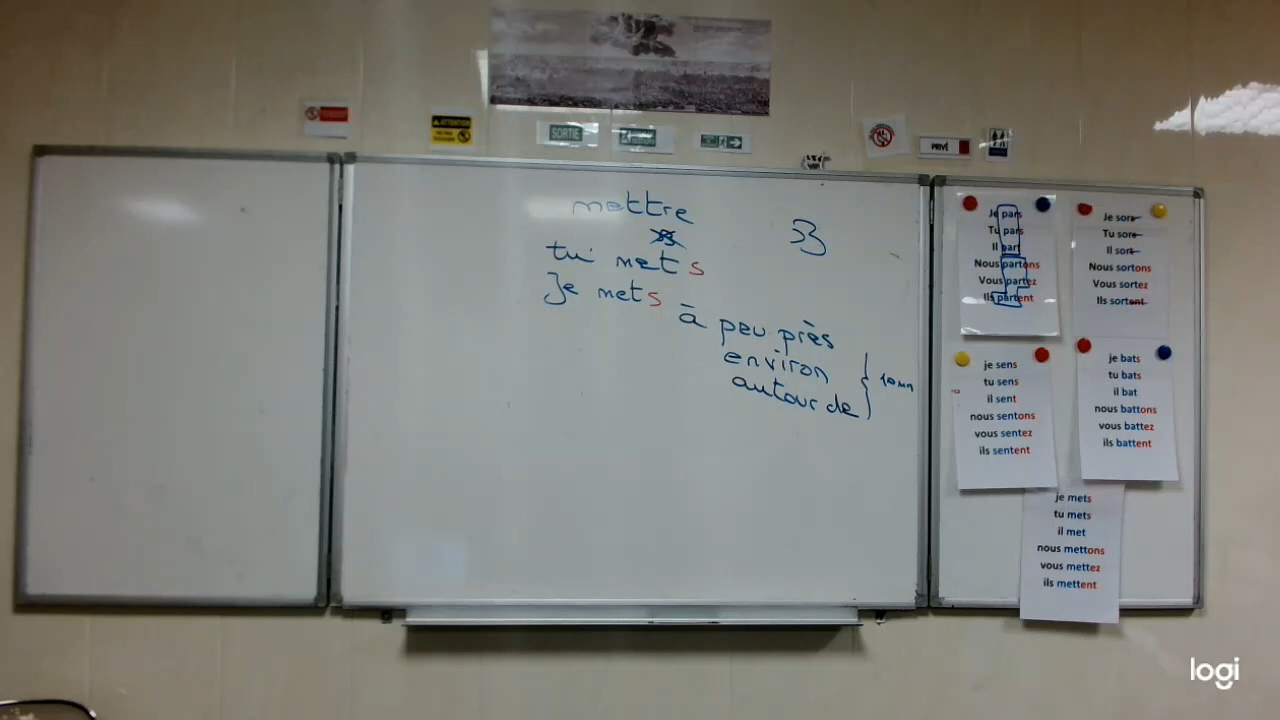 ATTENTION
SORTIE
PRIVÉ
mettre
33
tu mets
Je mets
à peu près
environ
autour de
Je pars
Tu pars
Il part
Nous partons
Vous partez
Ils partent
Je sors
Tu sors
Il sort
Nous sortons
Vous sortez
Ils sortent
je sens
tu sens
il sent
nous sentons
vous sentez
ils sentent
je bats
tu bats
il bat
nous battons
vous battez
ils battent
je mets
tu mets
il met
nous mettons
vous mettez
ils mettent
logi